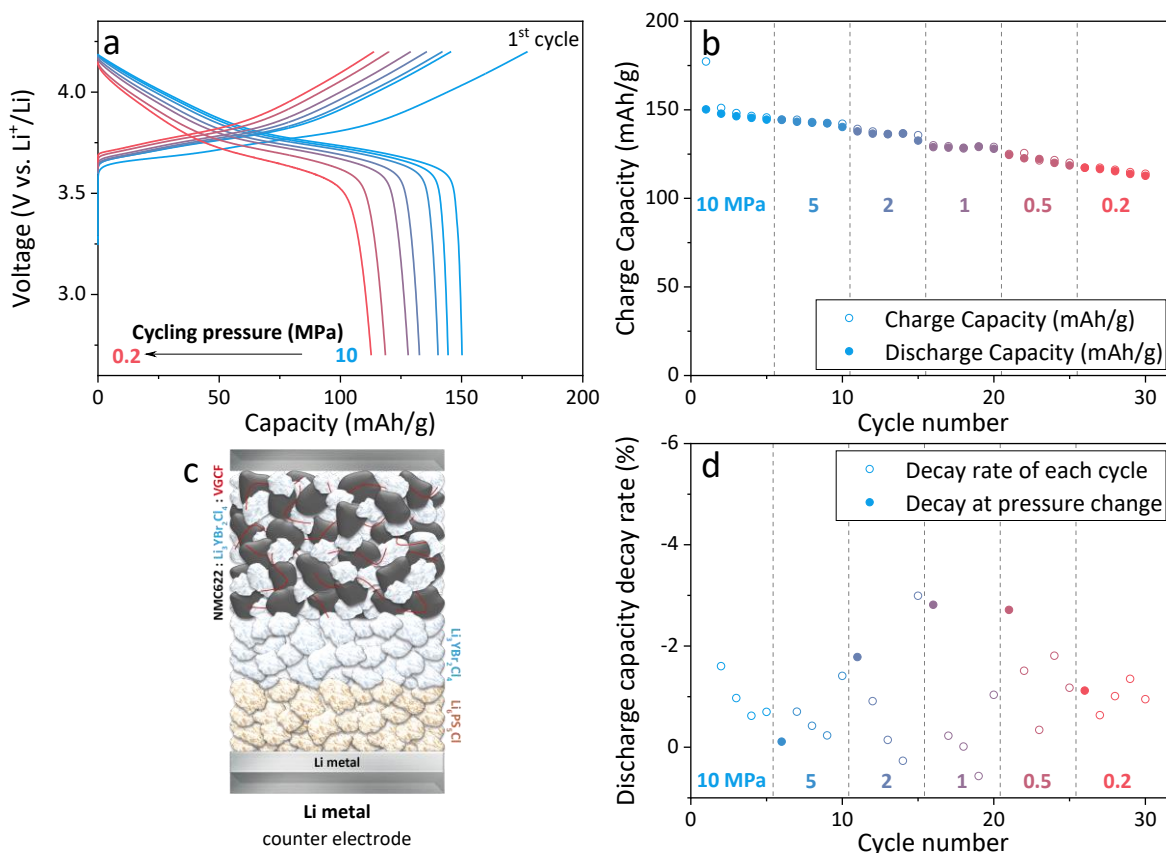 a
1st cycle
Voltage (V vs. Li+/Li)
4.0
3.5
3.0
Cycling pressure (MPa)
0.2
10
0
50
100
150
200
Capacity (mAh/g)
b
Charge Capacity (mAh/g)
200
150
100
50
0
10 MPa
5
2
1
0.5
0.2
Charge Capacity (mAh/g)
Discharge Capacity (mAh/g)
0
10
20
30
Cycle number
c
NMC622 : Li3YBr2Cl4 : VGCF
Li3YBr2Cl4
Li6PS5Cl
Li metal
Li metal
counter electrode
d
Discharge capacity decay rate (%)
-6
-4
-2
0
Decay rate of each cycle
Decay at pressure change
10 MPa
5
2
1
0.5
0.2
0
10
20
30
Cycle number